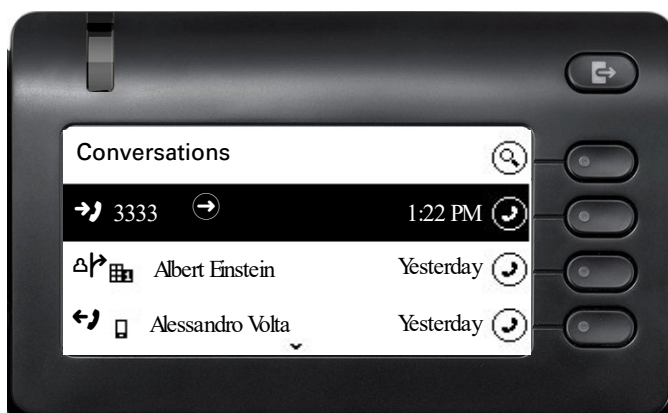 Conversations
3333 1:22 PM
Albert Einstein Yesterday
Alessandro Volta Yesterday